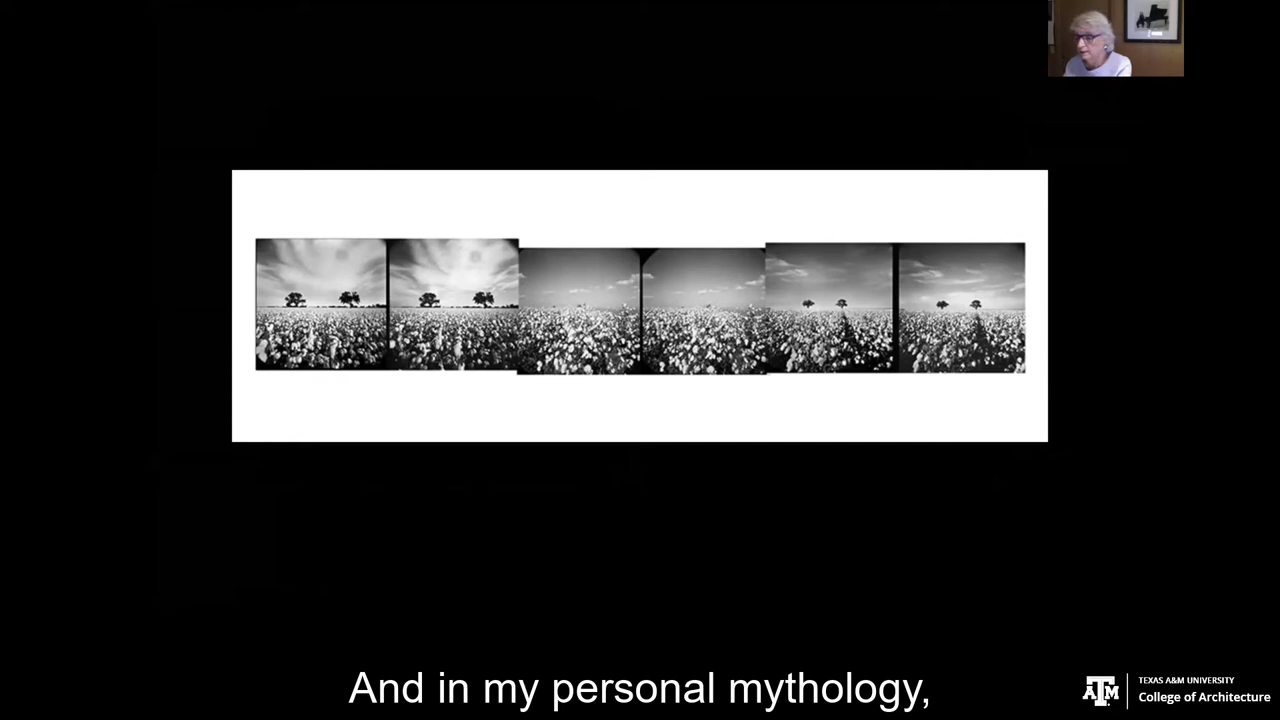 And in my personal mythology,
TEXAS A&M UNIVERSITY
College of Architecture